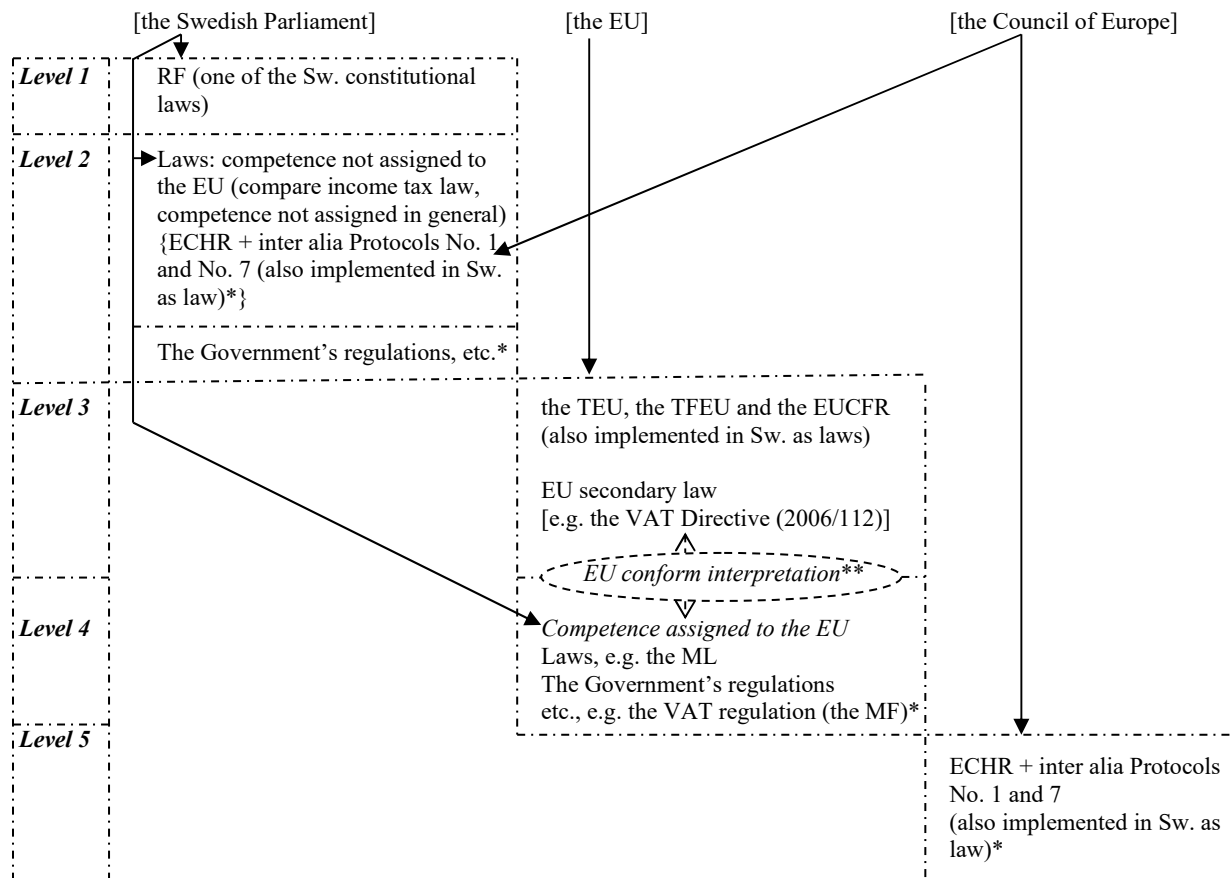 [the Swedish Parliament] [the EU] [the Council of Europe]
Level 1 RF (one of the Sw. constitutional
laws)
Level 2 Laws: competence not assigned to
the EU (compare income tax law,
competence not assigned in general)
{ECHR + inter alia Protocols No. 1
and No. 7 (also implemented in Sw.
as law)*}
The Government's regulations, etc.*
Level 3 the TEU, the TFEU and the EUCFR
(also implemented in Sw. as laws)
EU secondary law
[e.g. the VAT Directive (2006/112)]
EU conform interpretation**
Level 4 Competence assigned to the EU
Laws, e.g. the ML
The Government's regulations
etc., e.g. the VAT regulation (the MF)*
Level 5
ECHR + inter alia Protocols
No. 1 and 7
(also implemented in Sw. as
law)*